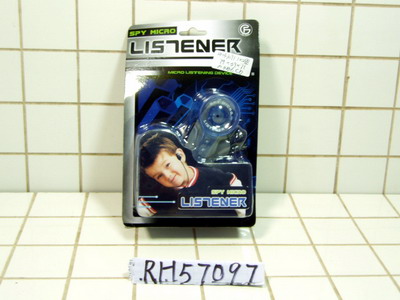 SPY MICRO
LISTENER
MICRO LISTENING DEVICE
SPY MICRO
LISTENER
RH57097